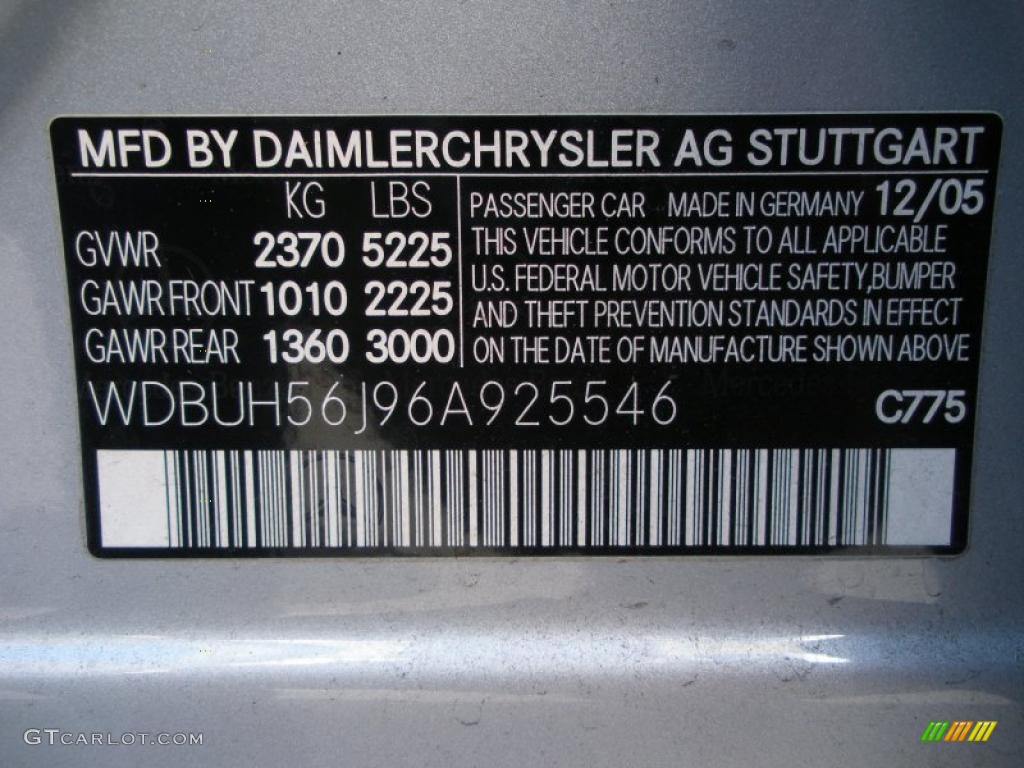 MFD BY DAIMLERCHRYSLER AG STUTTGART
KG LBS
GVWR 2370 5225
GAWR FRONT 1010 2225
GAWR REAR 1360 3000
PASSENGER CAR MADE IN GERMANY 12/05
THIS VEHICLE CONFORMS TO ALL APPLICABLE
U.S. FEDERAL MOTOR VEHICLE SAFETY, BUMPER
AND THEFT PREVENTION STANDARDS IN EFFECT
ON THE DATE OF MANUFACTURE SHOWN ABOVE
WDBUH56J96A925546 C775
GTCARLOT.COM